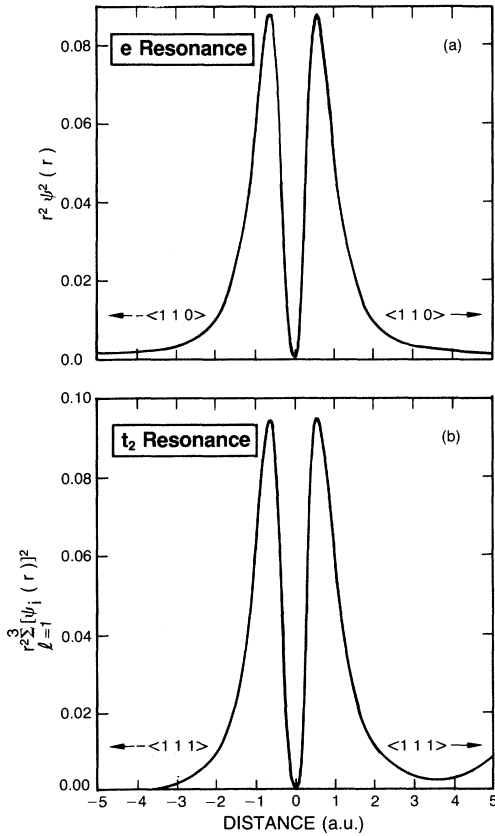 0.08
e Resonance
(a)
0.06
r² ψ² ( r )
0.04
0.02
<1 1 0>
<1 1 0>
0.0
0.10
t₂ Resonance
(b)
0.08
0.06
3
r² Σ [ψᵢ ( r )]²
ℓ=1
0.04
0.02
<1 1 1>
<1 1 1>
0.00
−5 −4 −3 −2 −1 0 1 2 3 4 5
DISTANCE (a.u.)